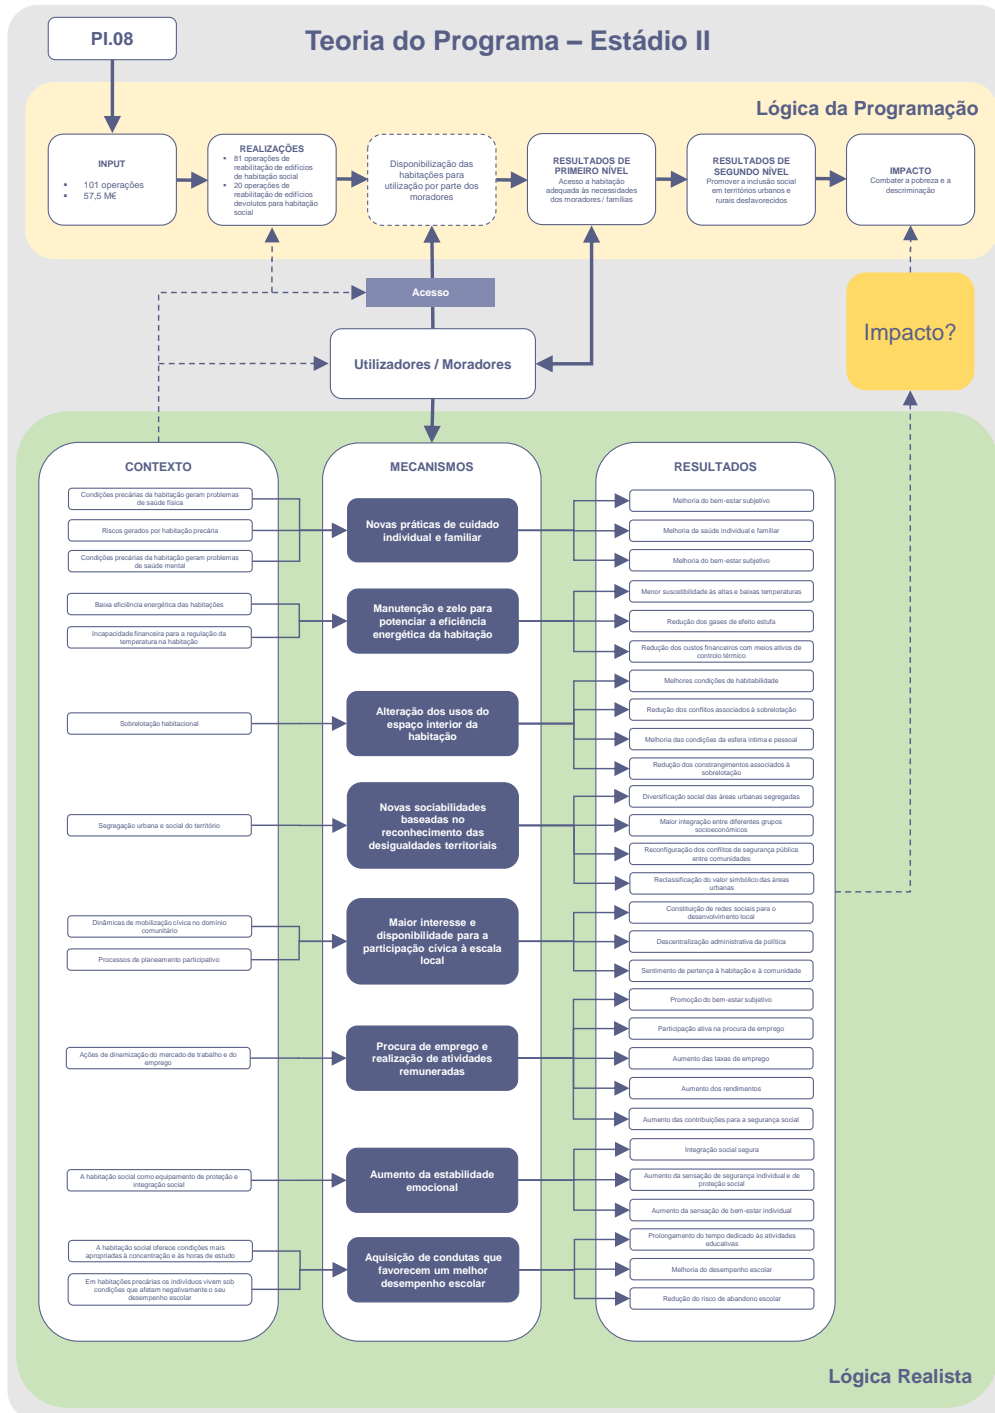 PI.08
Teoria do Programa – Estádio II
Lógica da Programação
INPUT
▪ 101 operações
▪ 57,5 M€
REALIZAÇÕES
▪ 81 operações de
reabilitação de edifícios
de habitação social
▪ 20 operações de
reabilitação de edifícios
devolutos para habitação
social
Disponibilização das
habitações para
utilização por parte dos
moradores
RESULTADOS DE
PRIMEIRO NÍVEL
Acesso a habitação
adequada às necessidades
dos moradores / famílias
RESULTADOS DE
SEGUNDO NÍVEL
Promover a inclusão social
em territórios urbanos e
rurais desfavorecidos
IMPACTO
Combater a pobreza e a
descriminação
Acesso
Utilizadores / Moradores
Impacto?
CONTEXTO
Condições precárias da habitação geram problemas
de saúde física
Riscos gerados por habitação precária
Condições precárias da habitação geram problemas
de saúde mental
Baixa eficiência energética das habitações
Incapacidade financeira para a regulação da
temperatura na habitação
Sobrelotação habitacional
Segregação urbana e social do território
Dinâmicas de mobilização cívica no domínio
comunitário
Processos de planeamento participativo
Ações de dinamização do mercado de trabalho e do
emprego
A habitação social como equipamento de proteção e
integração social
A habitação social oferece condições mais
apropriadas à concentração e às horas de estudo
Em habitações precárias os indivíduos vivem sob
condições que afetam negativamente o seu
desempenho escolar
MECANISMOS
Novas práticas de cuidado
individual e familiar
Manutenção e zelo para
potenciar a eficiência
energética da habitação
Alteração dos usos do
espaço interior da
habitação
Novas sociabilidades
baseadas no
reconhecimento das
desigualdades territoriais
Maior interesse e
disponibilidade para a
participação cívica à escala
local
Procura de emprego e
realização de atividades
remuneradas
Aumento da estabilidade
emocional
Aquisição de condutas que
favorecem um melhor
desempenho escolar
RESULTADOS
Melhoria do bem-estar subjetivo
Melhoria da saúde individual e familiar
Melhoria do bem-estar subjetivo
Menor suscetibilidade às altas e baixas temperaturas
Redução dos gases de efeito estufa
Redução dos custos financeiros com meios ativos de
controlo térmico
Melhores condições de habitabilidade
Redução dos conflitos associados à sobrelotação
Melhoria das condições da esfera íntima e pessoal
Redução dos constrangimentos associados à
sobrelotação
Diversificação social das áreas urbanas segregadas
Maior integração entre diferentes grupos
socioeconómicos
Reconfiguração dos conflitos de segurança pública
entre comunidades
Reclassificação do valor simbólico das áreas
urbanas
Constituição de redes sociais para o
desenvolvimento local
Descentralização administrativa da política
Sentimento de pertença à habitação e à comunidade
Promoção do bem-estar subjetivo
Participação ativa na procura de emprego
Aumento das taxas de emprego
Aumento dos rendimentos
Aumento das contribuições para a segurança social
Integração social segura
Aumento da sensação de segurança individual e de
proteção social
Aumento da sensação de bem-estar individual
Prolongamento do tempo dedicado às atividades
educativas
Melhoria do desempenho escolar
Redução do risco de abandono escolar
Lógica Realista